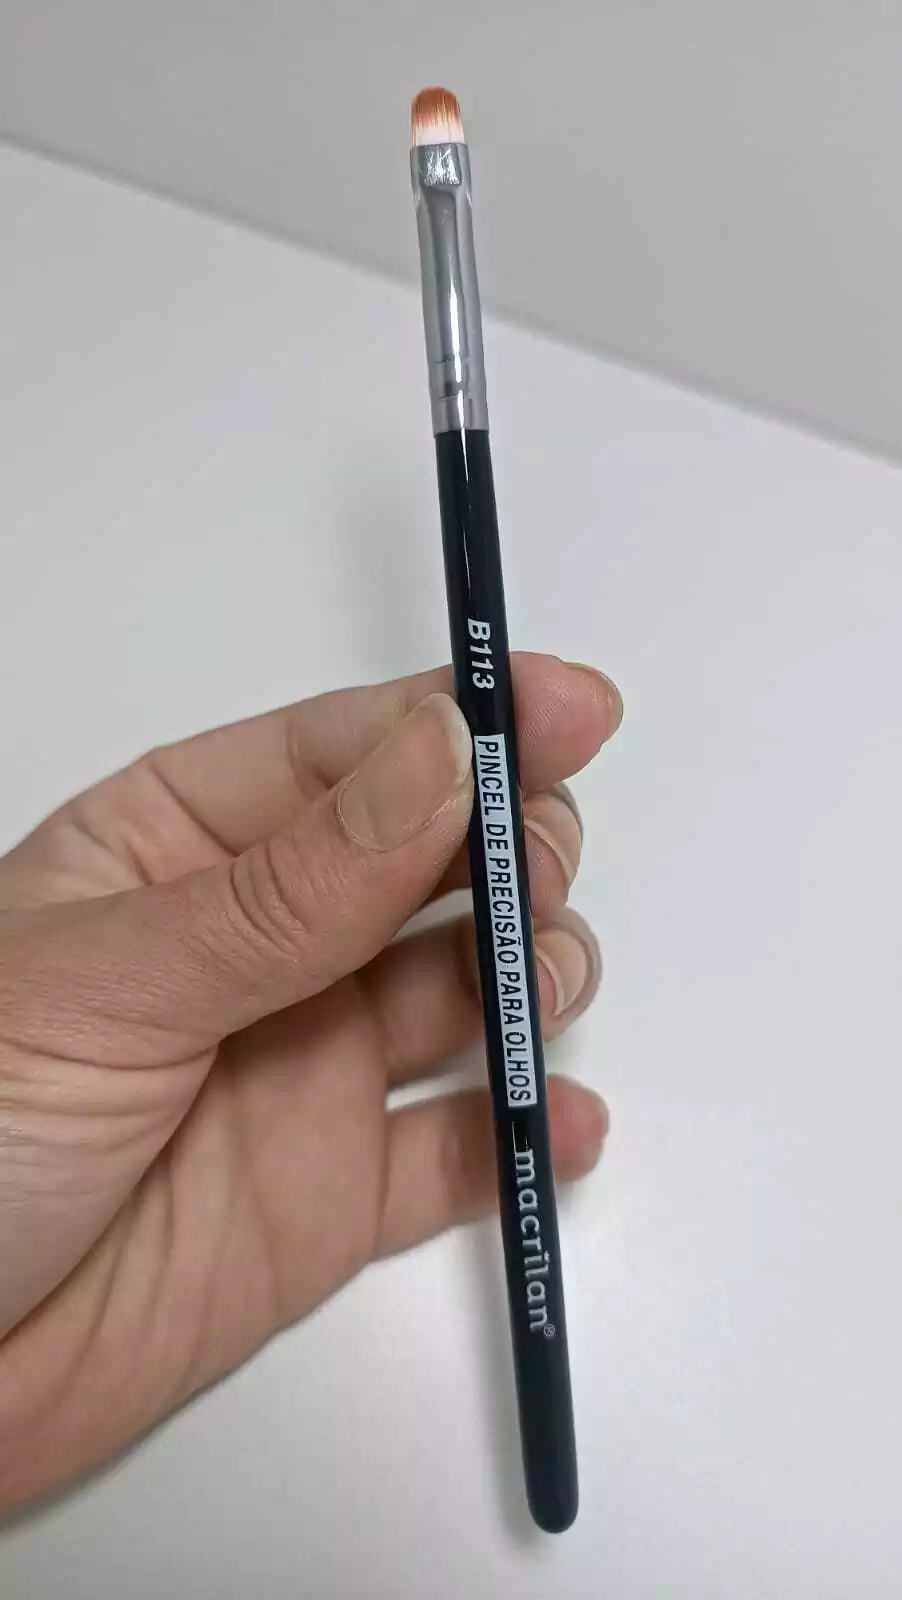 B113
PINCEL DE PRECISÃO PARA OLHOS
macrilan®